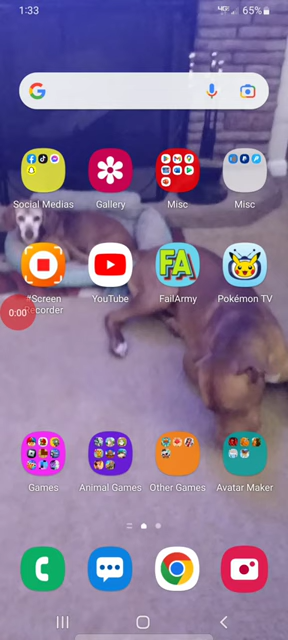 1:33
65%
Social Medias
Gallery
Misc
Misc
#Screen Recorder
YouTube
FA
FailArmy
Pokémon TV
0:00
Games
Animal Games
Other Games
Avatar Maker